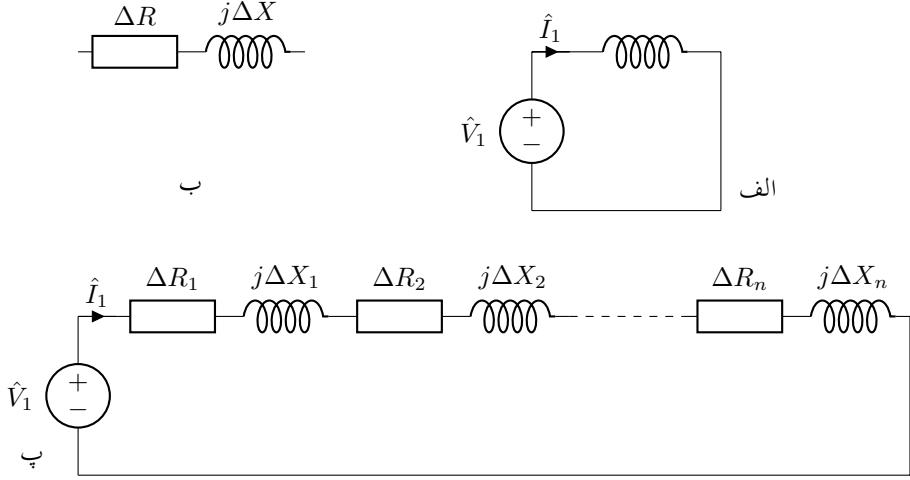 ΔR jΔX
Î₁
V̂₁
+
−
ب
الف
ΔR₁ jΔX₁ ΔR₂ jΔX₂ ΔRₙ jΔXₙ
Î₁
V̂₁
+
−
پ